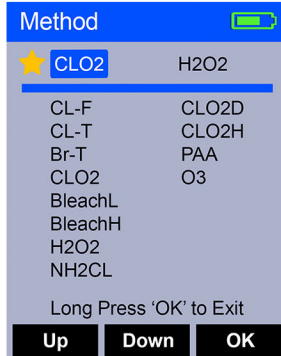 Method
CLO2 H2O2
CL-F CLO2D
CL-T CLO2H
Br-T PAA
CLO2 O3
BleachL
BleachH
H2O2
NH2CL
Long Press ‘OK’ to Exit
Up Down OK